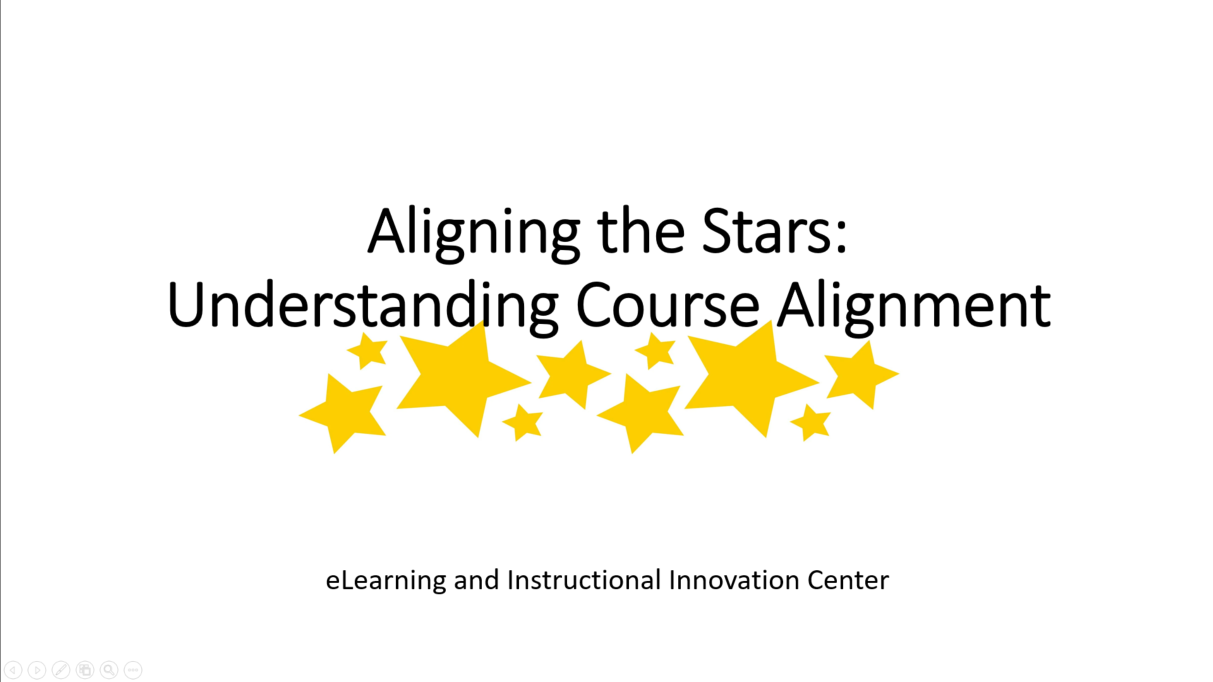 Aligning the Stars:
Understanding Course Alignment
eLearning and Instructional Innovation Center